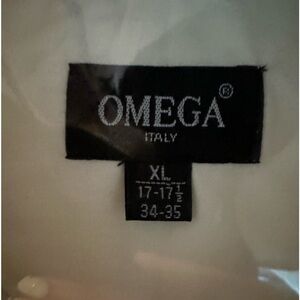 OMEGA®
ITALY
XL
17-17½
34-35